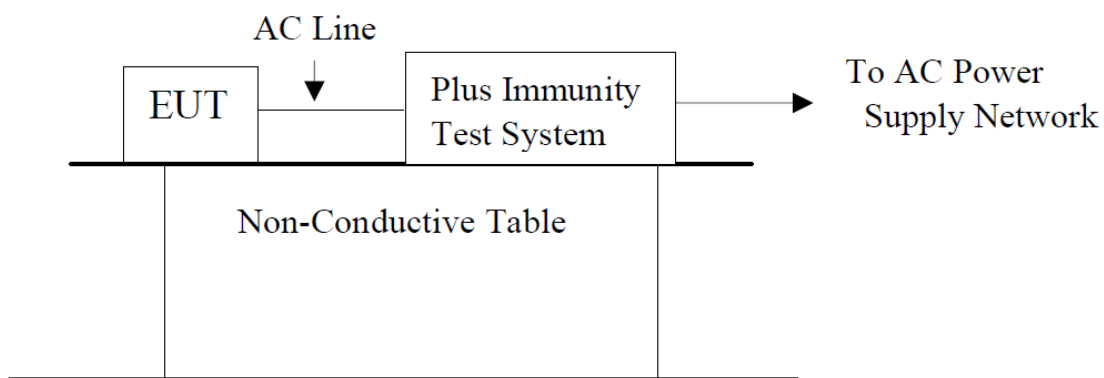 AC Line
EUT
Plus Immunity
Test System
To AC Power
Supply Network
Non-Conductive Table